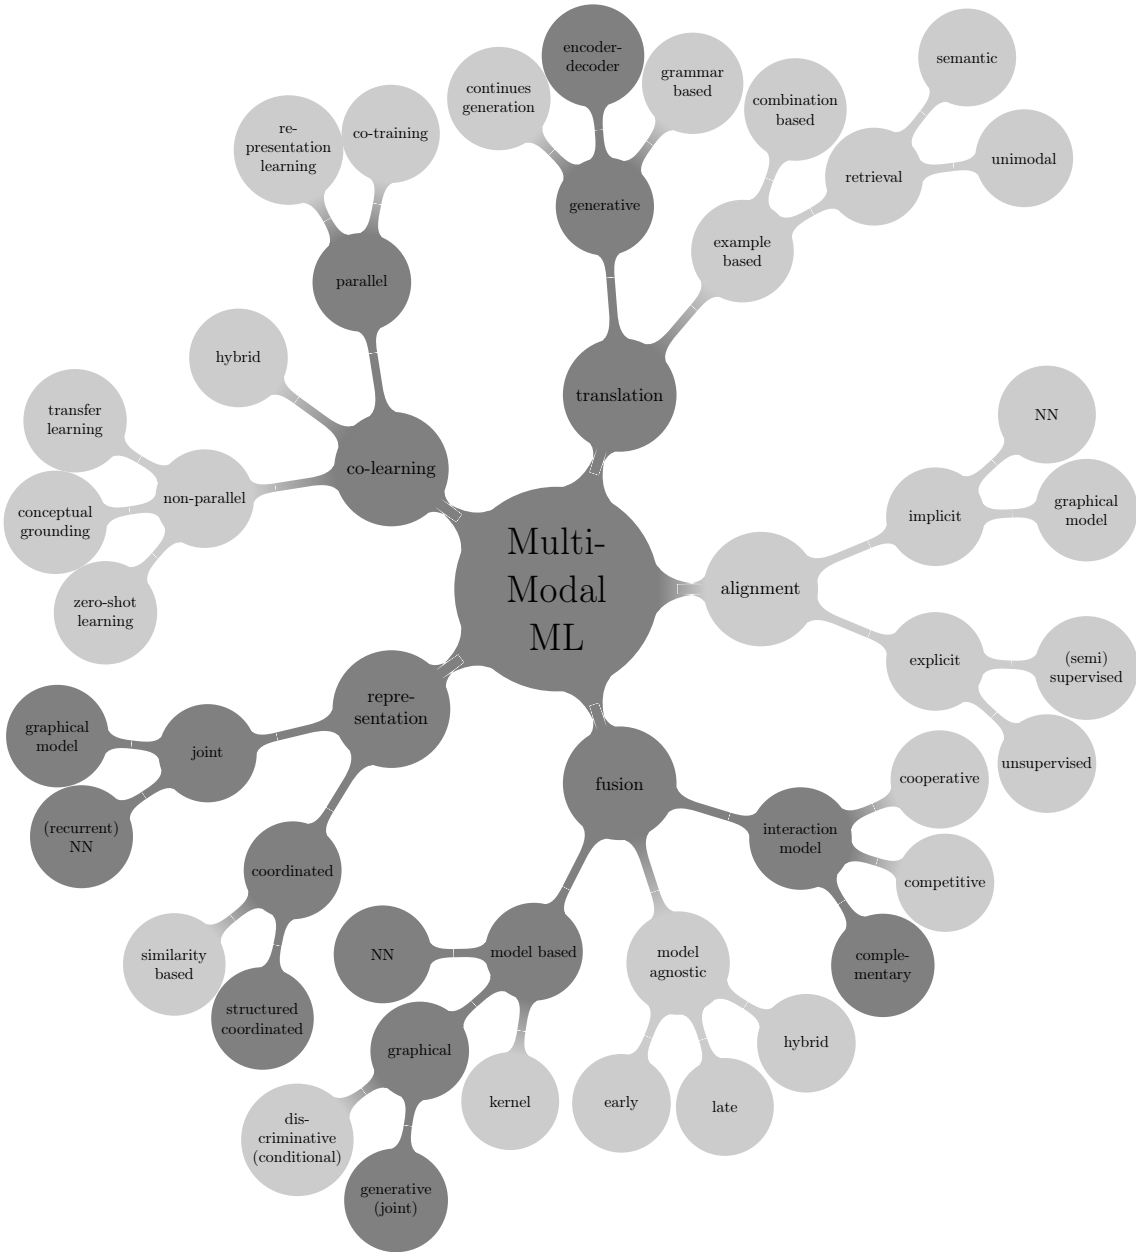 Multi-
Modal
ML
translation
generative
continues
generation
encoder-
decoder
grammar
based
example
based
combination
based
retrieval
semantic
unimodal
alignment
implicit
NN
graphical
model
explicit
(semi)
supervised
unsupervised
fusion
interaction
model
cooperative
competitive
comple-
mentary
model
agnostic
hybrid
late
early
model based
kernel
graphical
generative
(joint)
dis-
criminative
(conditional)
NN
repre-
sentation
coordinated
structured
coordinated
similarity
based
joint
(recurrent)
NN
graphical
model
co-learning
non-parallel
zero-shot
learning
conceptual
grounding
transfer
learning
hybrid
parallel
re-
presentation
learning
co-training